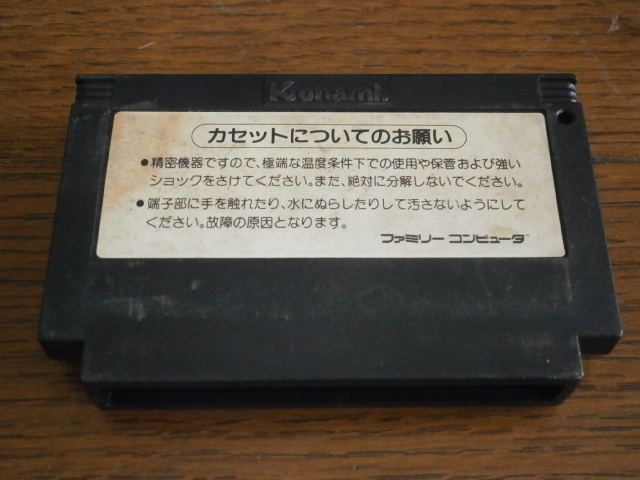 Konami
カセットについてのお願い
●精密機器ですので、極端な温度条件下での使用や保管および強い
ショックをさけてください。また、絶対に分解しないでください。
●端子部に手を触れたり、水にぬらしたりして汚さないようにして
ください。故障の原因となります。
ファミリー コンピュータ™